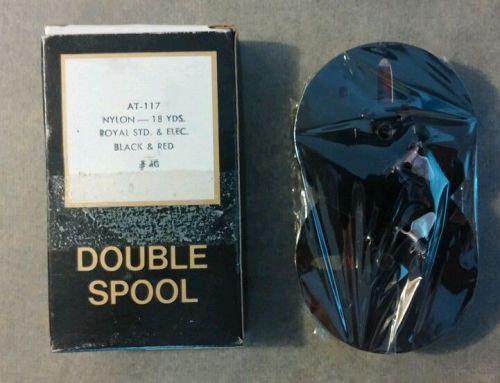 AT-117
NYLON — 18 YDS.
ROYAL STD. & ELEC.
BLACK & RED
DOUBLE
SPOOL